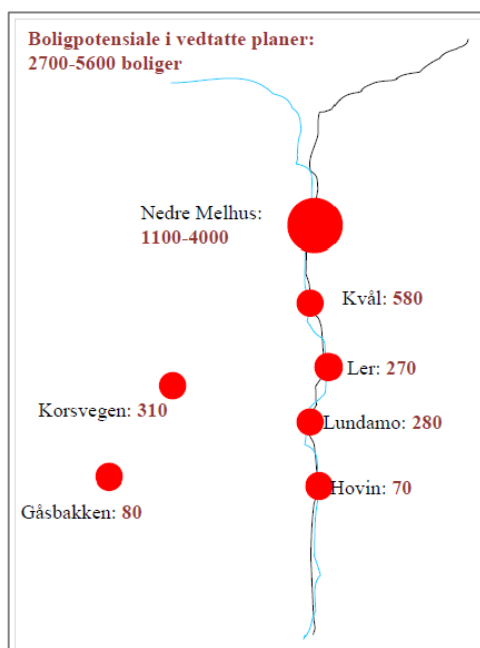 Boligpotensiale i vedtatte planer:
2700-5600 boliger
Nedre Melhus:
1100-4000
Kvål: 580
Ler: 270
Korsvegen: 310
Lundamo: 280
Gåsbakken: 80
Hovin: 70